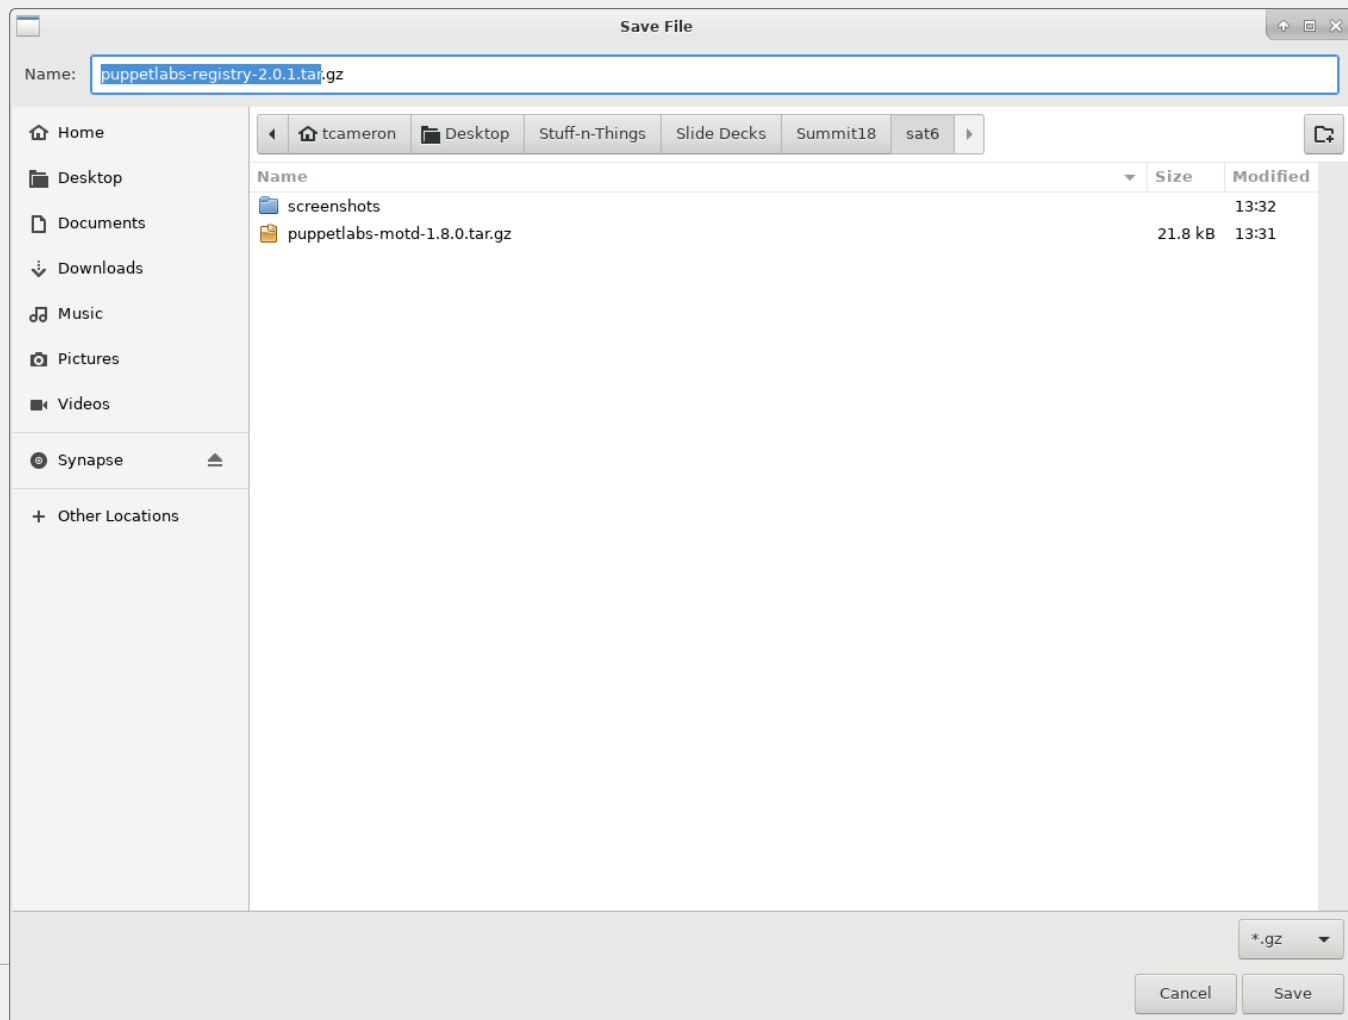 Save File
Name: puppetlabs-registry-2.0.1.tar.gz
Home
Desktop
Documents
Downloads
Music
Pictures
Videos
Synapse
Other Locations
tcameron Desktop Stuff-n-Things Slide Decks Summit18 sat6
Name Size Modified
screenshots 13:32
puppetlabs-motd-1.8.0.tar.gz 21.8 kB 13:31
*.gz
Cancel Save